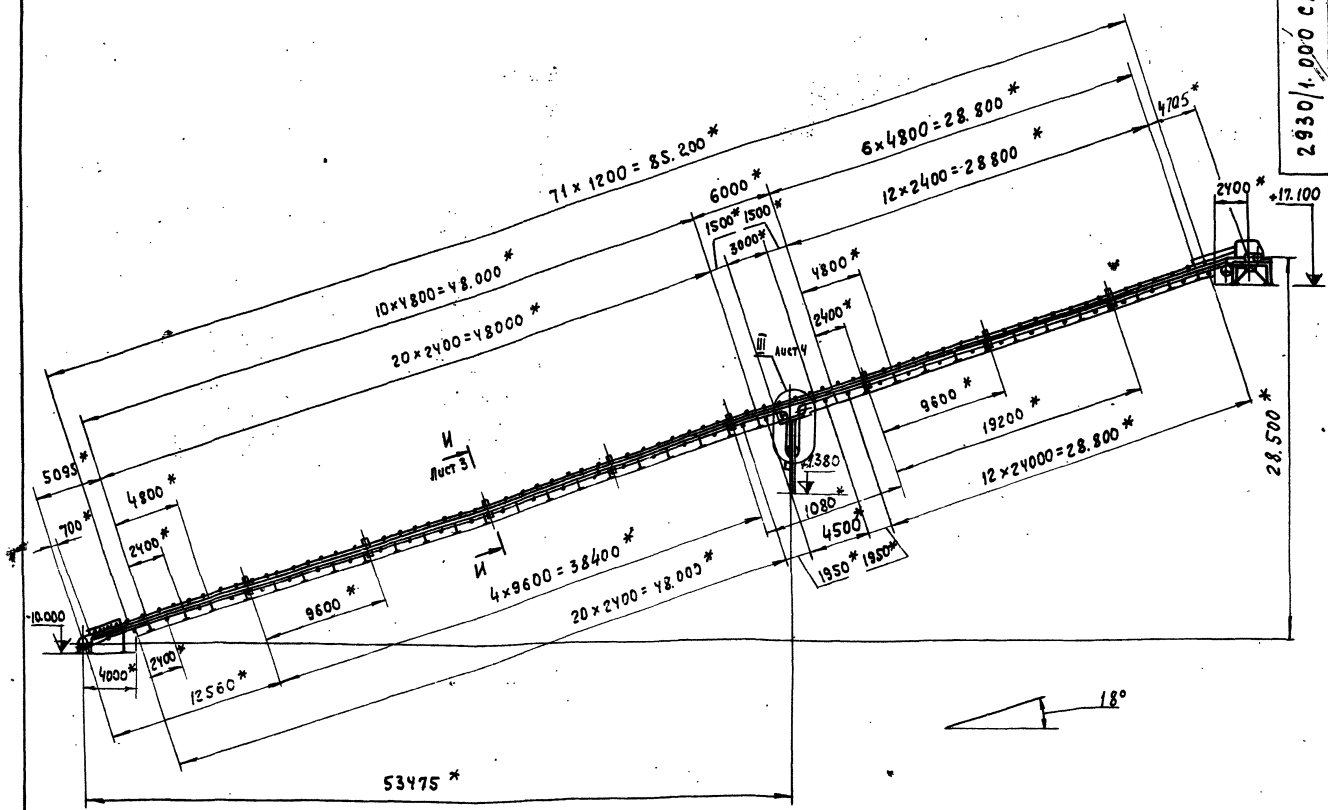 2930/1.000 С
71 × 1200 = 85.200 *
6 × 4800 = 28.800 *
4705 *
12 × 2400 = 28800 *
6000 *
2400 *
+17.100
1500 * 1500 *
3000 *
10 × 4800 = 48.000 *
4800 *
20 × 2400 = 48000 *
2400 *
III
Лист 4
9600 *
19200 *
12 × 24000 = 28.800 *
28.500 *
И
Лист 3
5095 *
4800 *
700 *
2400 *
1080 *
4500 *
1950 * 1950 *
И
4 × 9600 = 38400 *
20 × 2400 = 48.000 *
9600 *
-10.000
4000 *
2400 *
12560 *
18°
53475 *